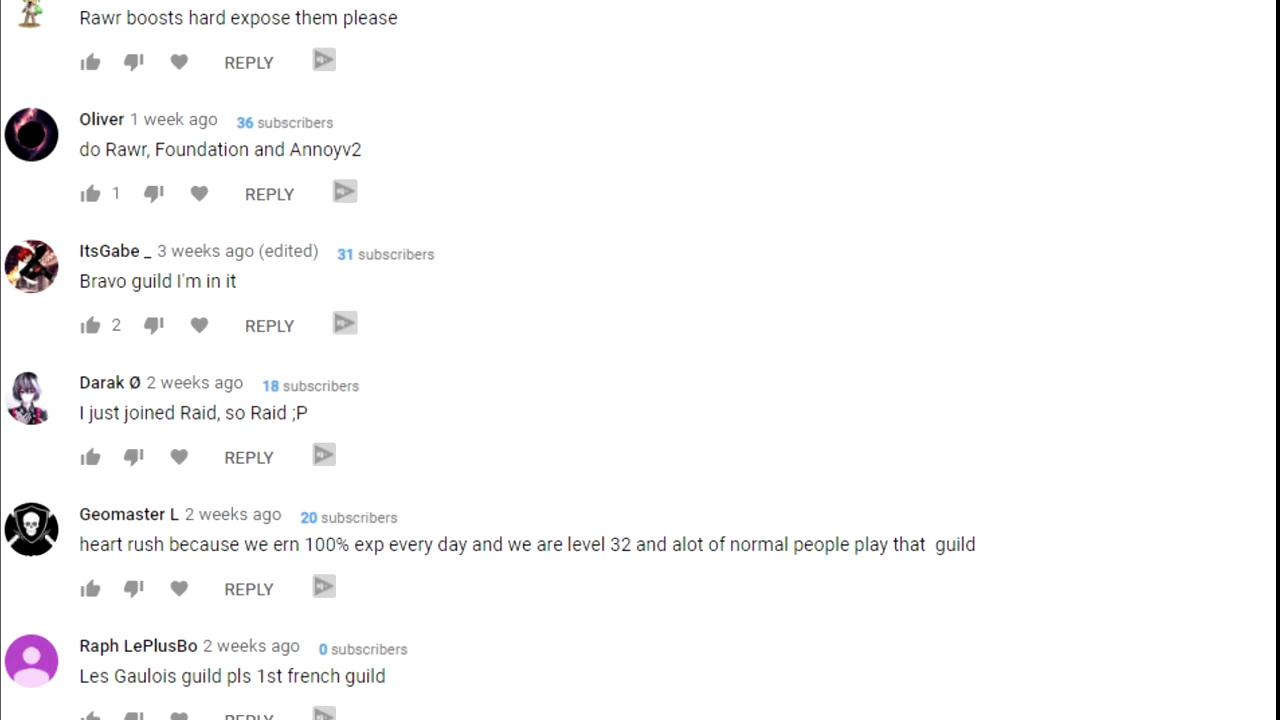 Rawr boosts hard expose them please
REPLY
Oliver 1 week ago 36 subscribers
do Rawr, Foundation and Annoyv2
1 REPLY
ItsGabe _ 3 weeks ago (edited) 31 subscribers
Bravo guild I'm in it
2 REPLY
Darak Ø 2 weeks ago 18 subscribers
I just joined Raid, so Raid ;P
REPLY
Geomaster L 2 weeks ago 20 subscribers
heart rush because we ern 100% exp every day and we are level 32 and alot of normal people play that  guild
REPLY
Raph LePlusBo 2 weeks ago 0 subscribers
Les Gaulois guild pls 1st french guild
REPLY